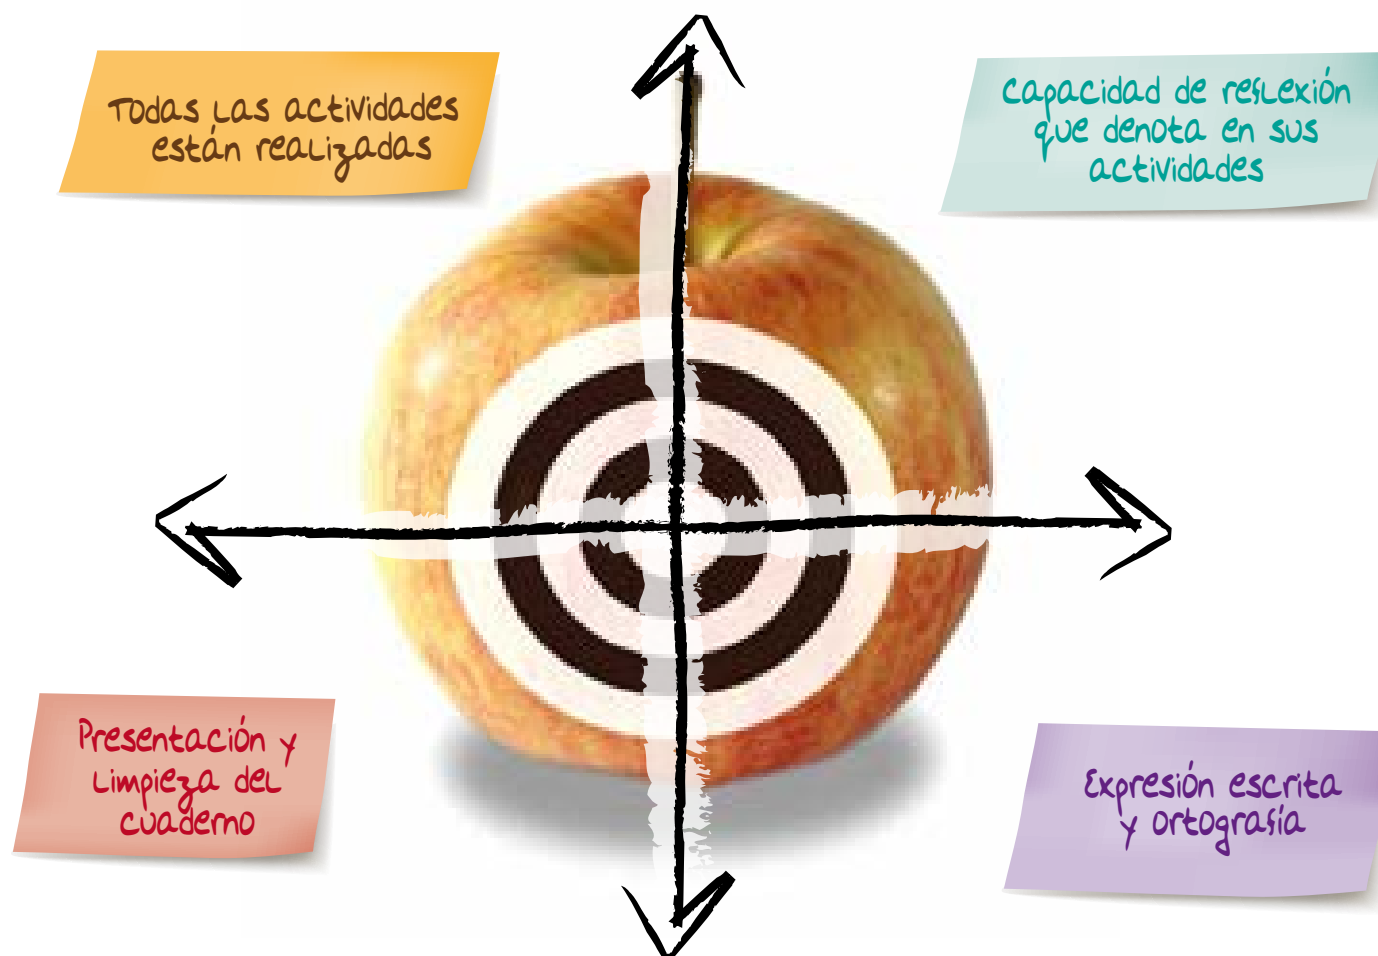 Todas las actividades
están realizadas
Capacidad de reflexión
que denota en sus
actividades
Presentación y
limpieza del
cuaderno
Expresión escrita
y ortografía